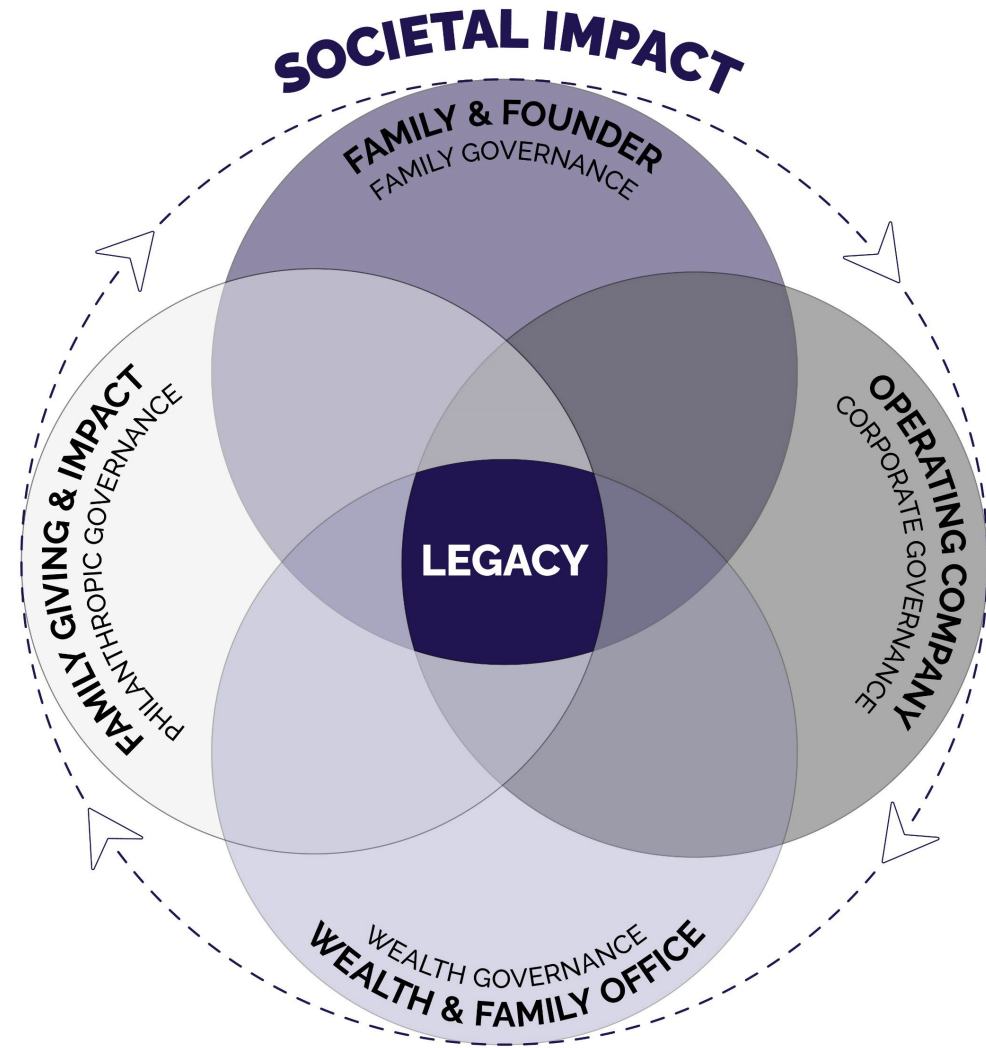 SOCIETAL IMPACT
FAMILY & FOUNDER
FAMILY GOVERNANCE
FAMILY GIVING & IMPACT
PHILANTHROPIC GOVERNANCE
OPERATING COMPANY
CORPORATE GOVERNANCE
LEGACY
WEALTH GOVERNANCE
WEALTH & FAMILY OFFICE